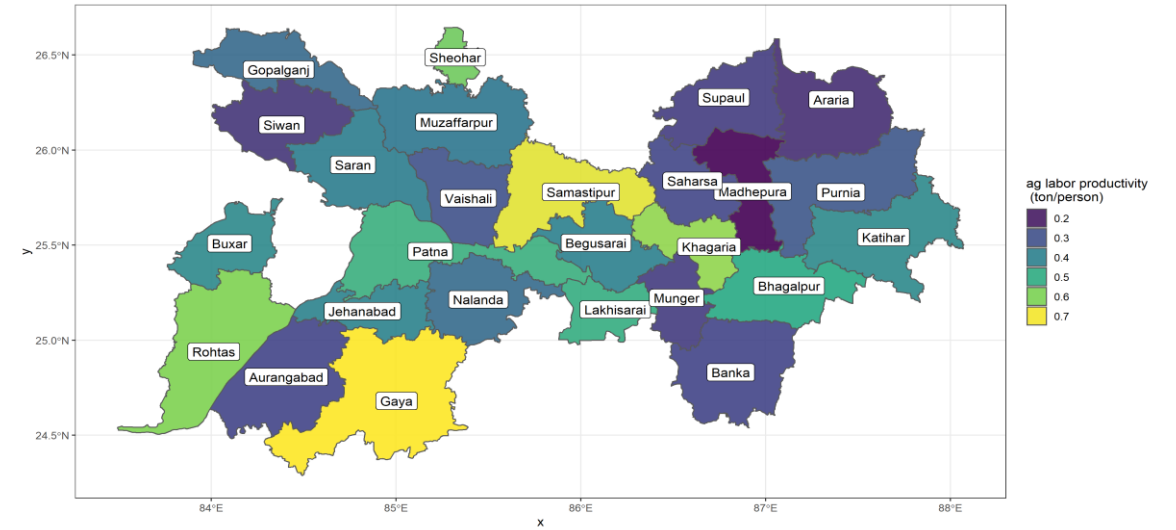 26.5°N
26.0°N
25.5°N
25.0°N
24.5°N
y
Sheohar
Gopalganj
Supaul
Araria
Siwan
Muzaffarpur
Saran
Saharsa
Madhepura
Purnia
Samastipur
Vaishali
Buxar
Patna
Begusarai
Khagaria
Katihar
Bhagalpur
Nalanda
Munger
Lakhisarai
Jehanabad
Rohtas
Aurangabad
Banka
Gaya
84°E
85°E
86°E
87°E
88°E
x
ag labor productivity
(ton/person)
0.2
0.3
0.4
0.5
0.6
0.7